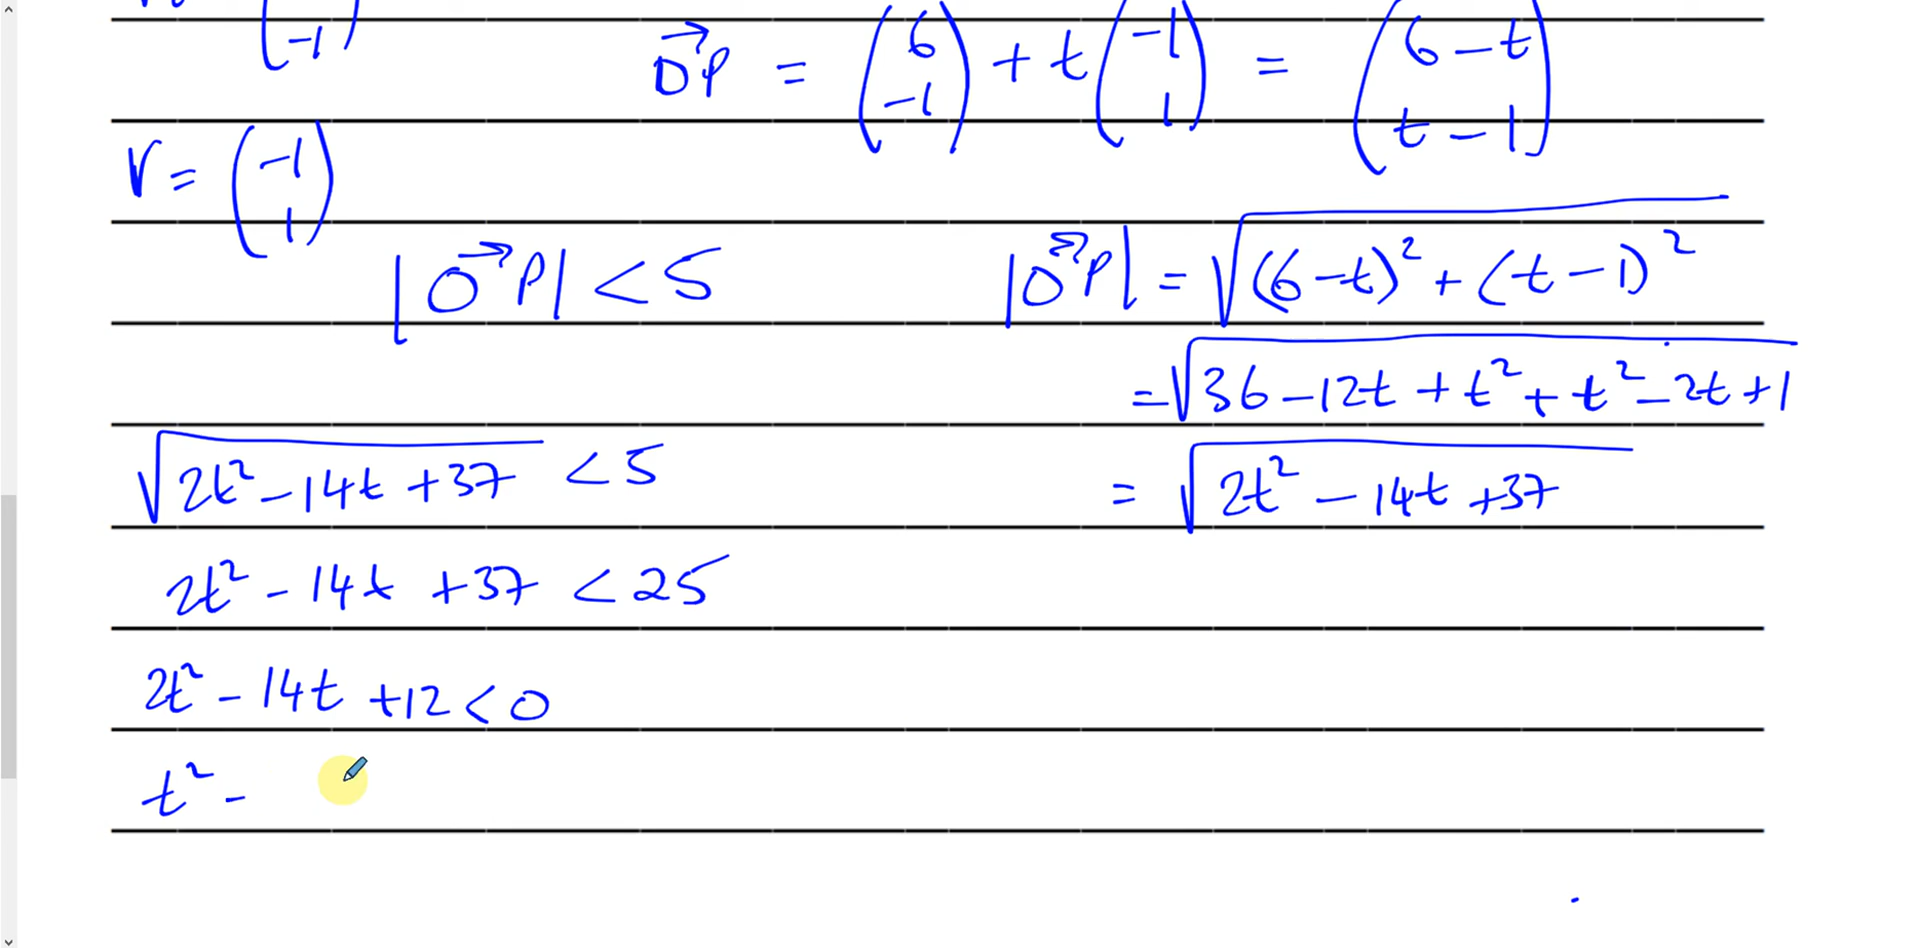 (-1)
OP = (6 -1) + t(-1 1) = (6-t t-1)
V = (-1 1)
|OP| < 5
|OP| = √(6-t)² + (t-1)²
= √36-12t+t²+t²-2t+1
√2t²-14t+37 < 5
= √2t²-14t+37
2t²-14t+37 < 25
2t²-14t+12<0
t²-